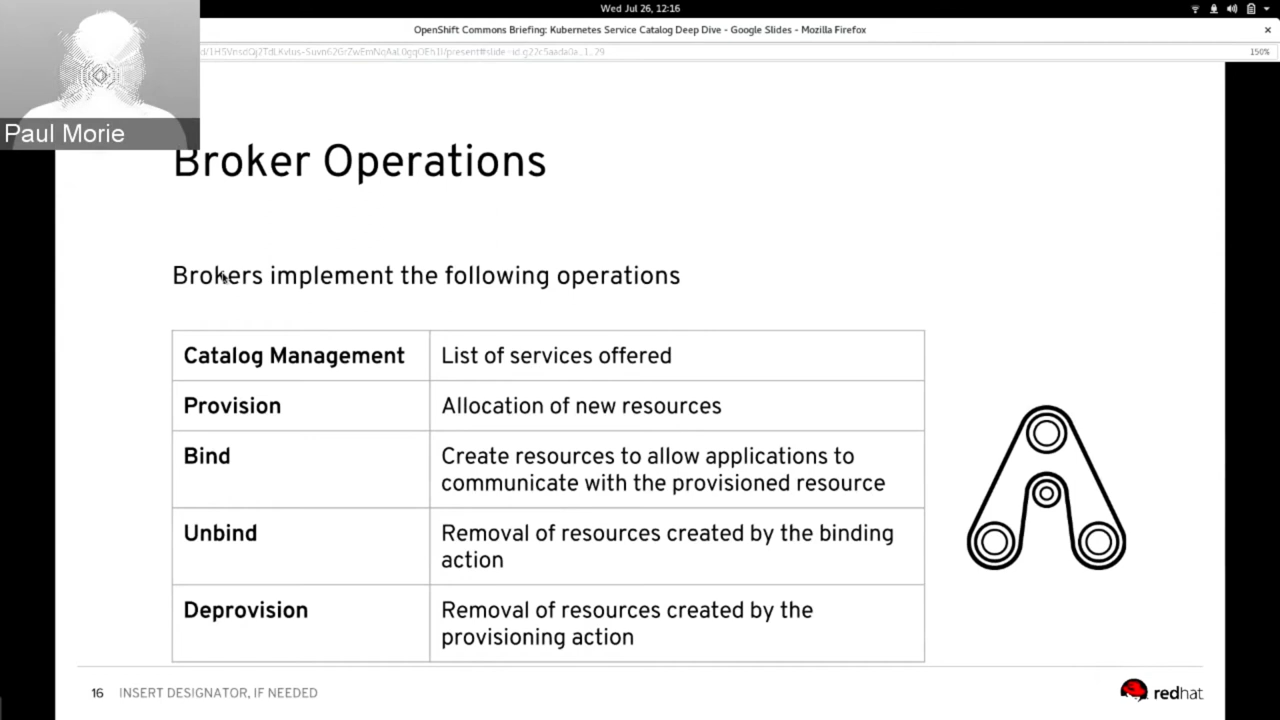 Wed Jul 26, 12:16
OpenShift Commons Briefing: Kubernetes Service Catalog Deep Dive - Google Slides - Mozilla Firefox
150%
Paul Morie
Broker Operations
Brokers implement the following operations
Catalog Management
List of services offered
Provision
Allocation of new resources
Bind
Create resources to allow applications to
communicate with the provisioned resource
Unbind
Removal of resources created by the binding
action
Deprovision
Removal of resources created by the
provisioning action
16 INSERT DESIGNATOR, IF NEEDED
redhat